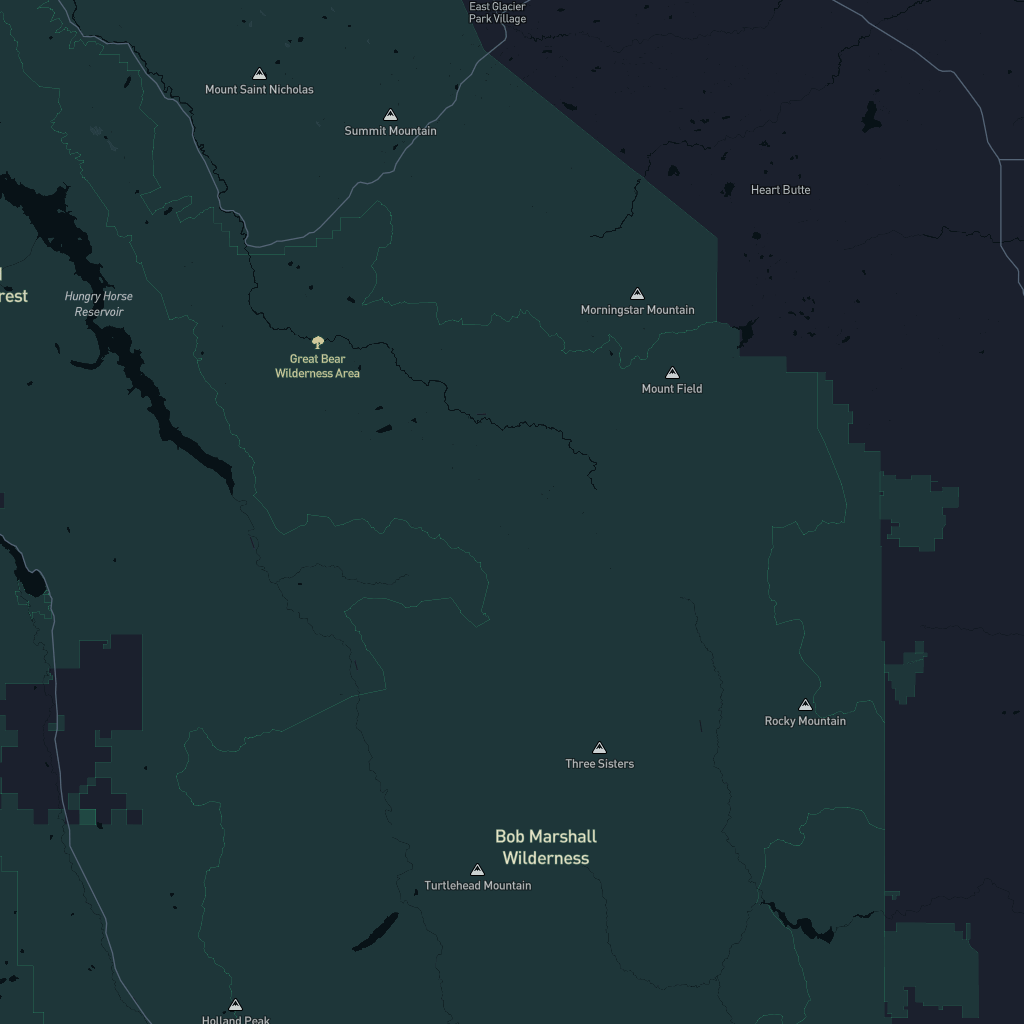 East Glacier
Park Village
Mount Saint Nicholas
Summit Mountain
Heart Butte
rest
Hungry Horse
Reservoir
Morningstar Mountain
Great Bear
Wilderness Area
Mount Field
Rocky Mountain
Three Sisters
Bob Marshall
Wilderness
Turtlehead Mountain
Holland Peak